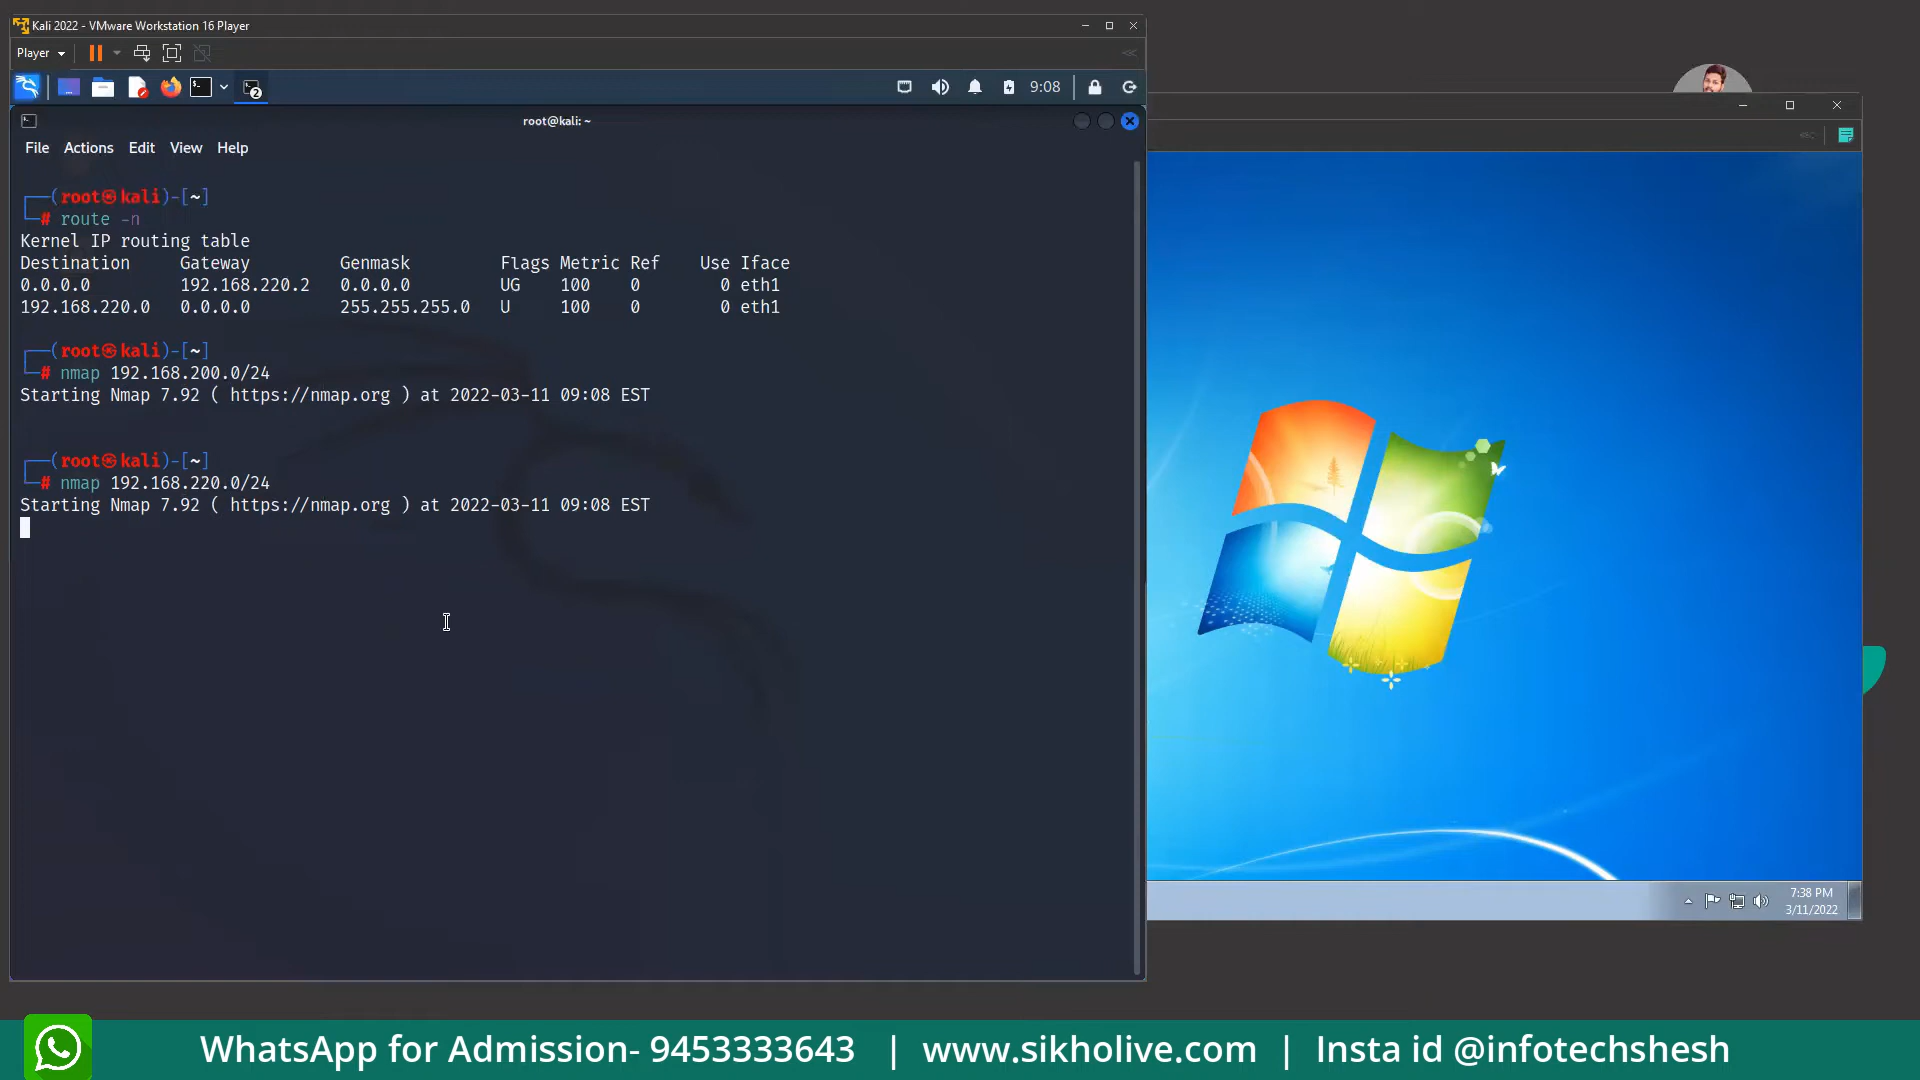 Kali 2022 - VMware Workstation 16 Player
Player
9:08
2
root@kali: ~
File Actions Edit View Help
┌──(root㉿kali)-[~]
└─# route -n
Kernel IP routing table
Destination Gateway Genmask Flags Metric Ref Use Iface
0.0.0.0 192.168.220.2 0.0.0.0 UG 100 0 0 eth1
192.168.220.0 0.0.0.0 255.255.255.0 U 100 0 0 eth1
┌──(root㉿kali)-[~]
└─# nmap 192.168.200.0/24
Starting Nmap 7.92 ( https://nmap.org ) at 2022-03-11 09:08 EST
┌──(root㉿kali)-[~]
└─# nmap 192.168.220.0/24
Starting Nmap 7.92 ( https://nmap.org ) at 2022-03-11 09:08 EST
7:38 PM
3/11/2022
WhatsApp for Admission- 9453333643 | www.sikholive.com | Insta id @infotechshesh